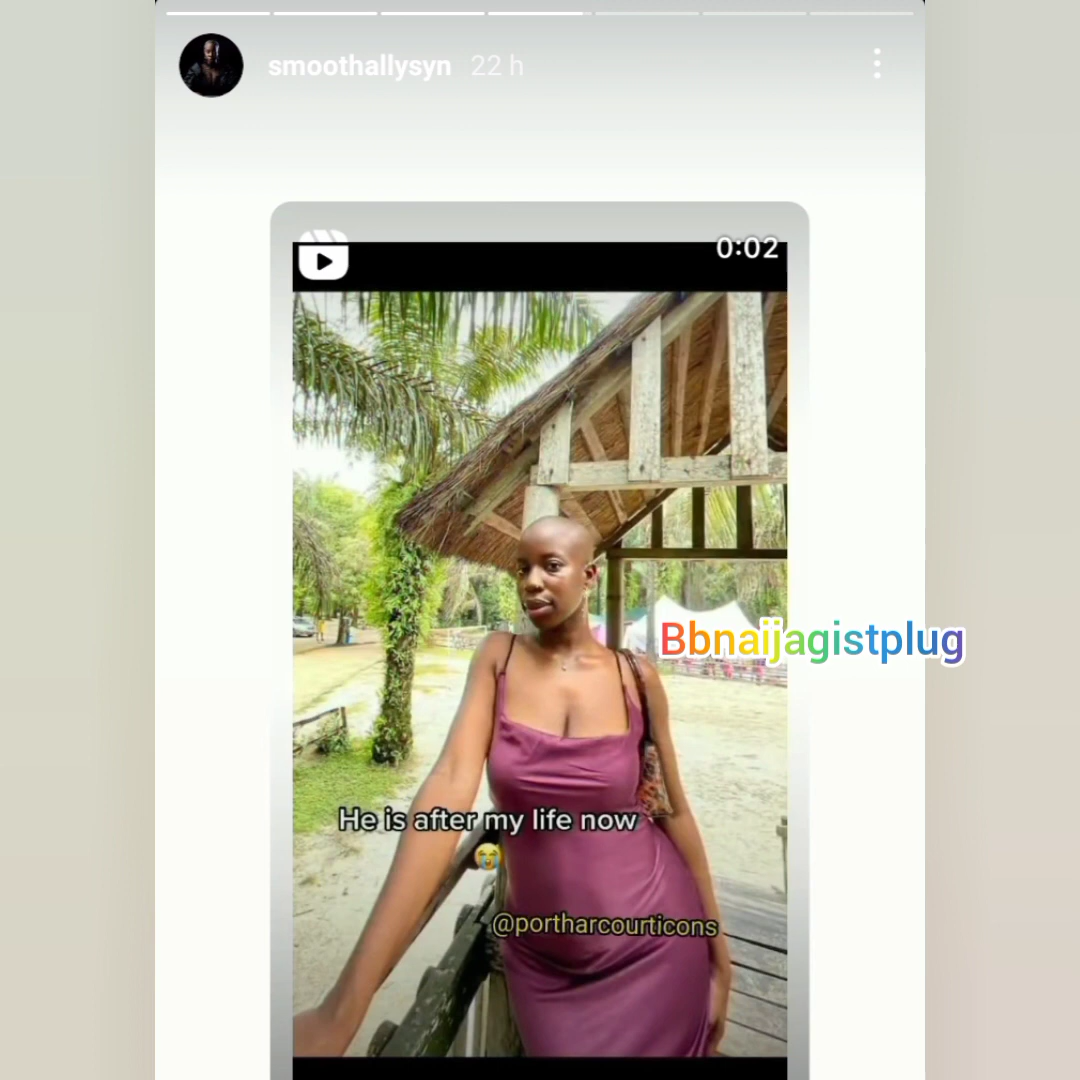 smoothallysyn 22 h
0:02
Bbnaijagistplug
He is after my life now
😭
@portharcourticons